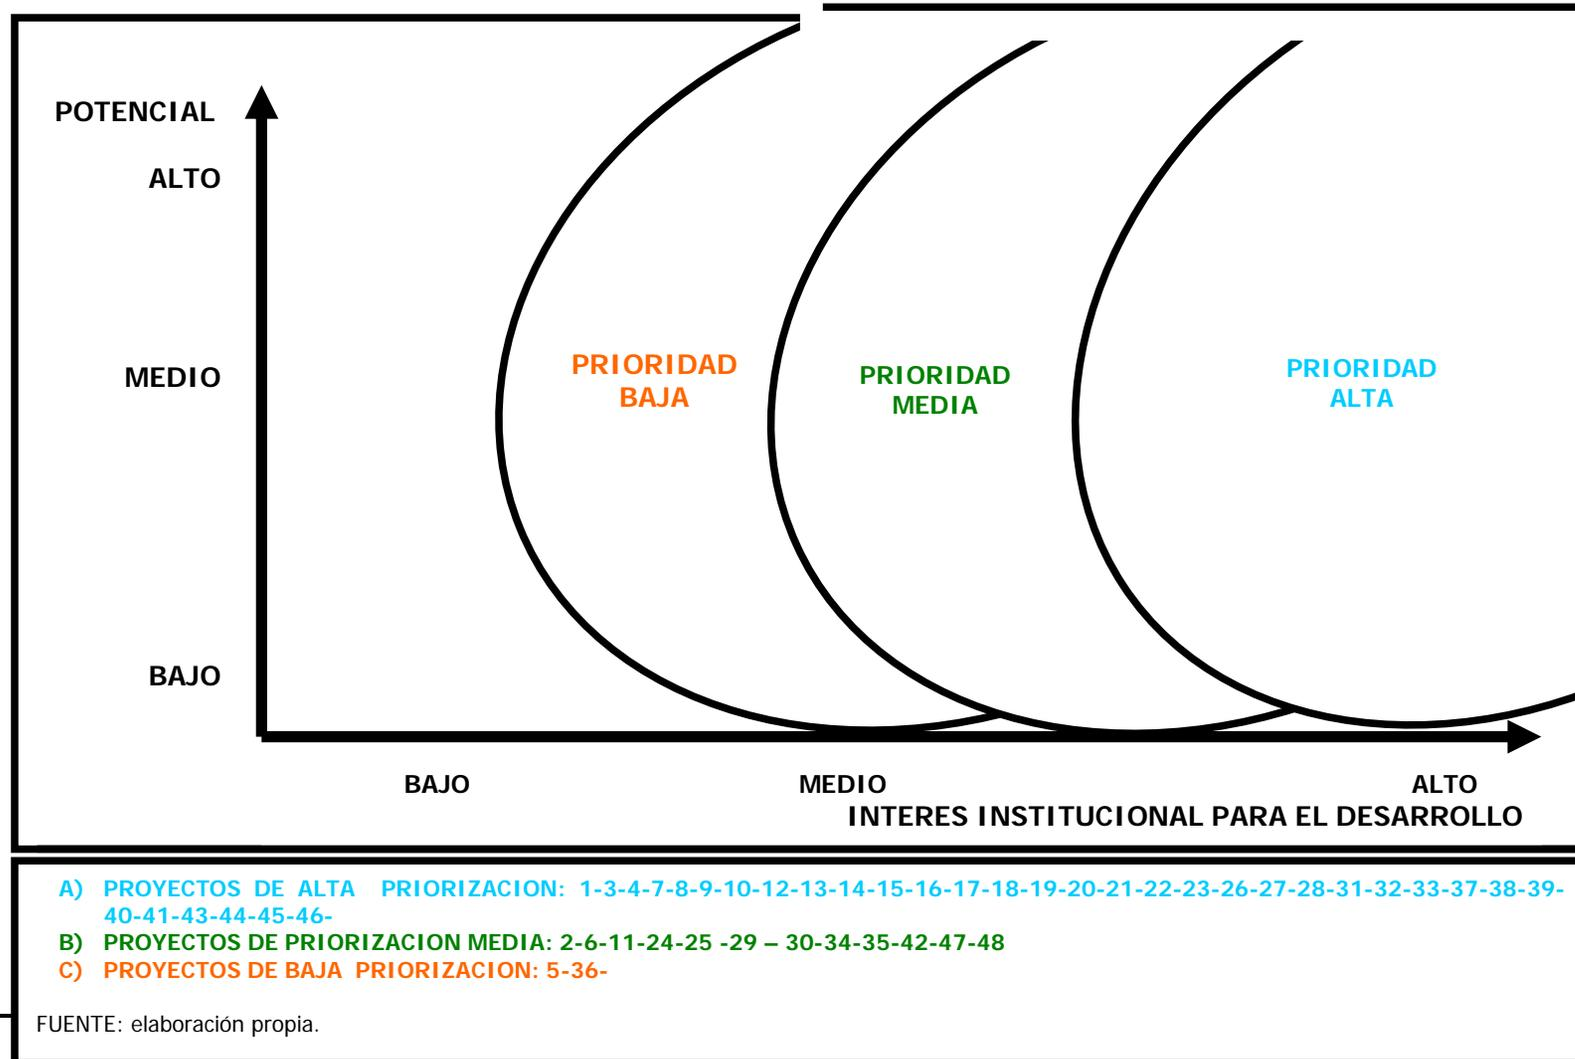 POTENCIAL
ALTO
MEDIO
BAJO
PRIORIDAD
BAJA
PRIORIDAD
MEDIA
PRIORIDAD
ALTA
BAJO MEDIO ALTO
INTERES INSTITUCIONAL PARA EL DESARROLLO
A) PROYECTOS DE ALTA PRIORIZACION: 1-3-4-7-8-9-10-12-13-14-15-16-17-18-19-20-21-22-23-26-27-28-31-32-33-37-38-39-
40-41-43-44-45-46-
B) PROYECTOS DE PRIORIZACION MEDIA: 2-6-11-24-25 -29 – 30-34-35-42-47-48
C) PROYECTOS DE BAJA PRIORIZACION: 5-36-
FUENTE: elaboración propia.